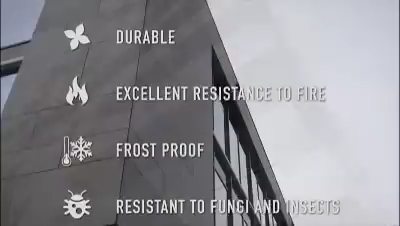 DURABLE
EXCELLENT RESISTANCE TO FIRE
FROST PROOF
RESISTANT TO FUNGI AND INSECTS